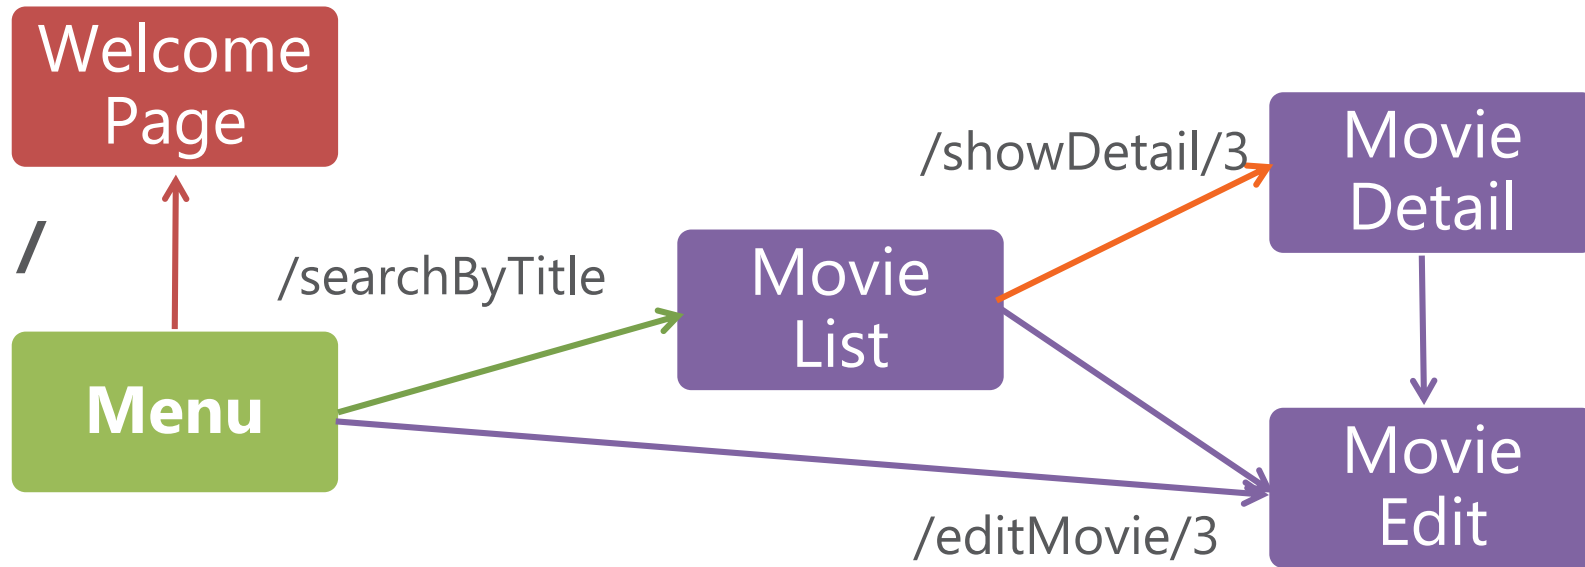 Welcome
Page
/
/searchByTitle
Menu
Movie
List
/showDetail/3
Movie
Detail
/editMovie/3
Movie
Edit